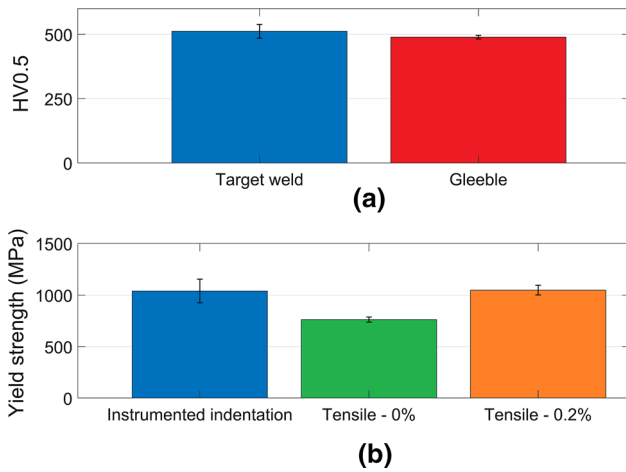 HV0.5
500
250
0
Target weld
Gleeble
(a)
Yield strength (MPa)
1500
1000
500
0
Instrumented indentation
Tensile - 0%
Tensile - 0.2%
(b)